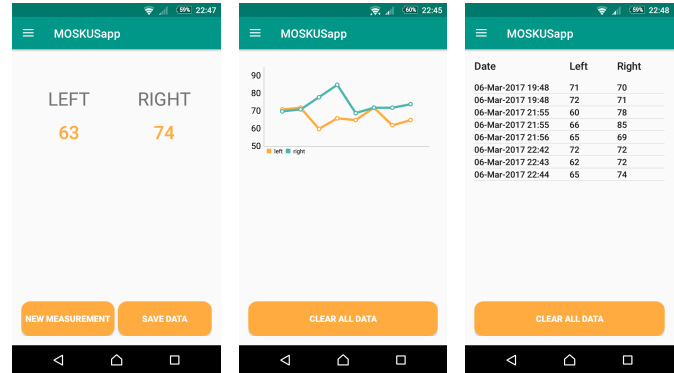 59% 22:47
MOSKUSapp
LEFT RIGHT
63 74
NEW MEASUREMENT SAVE DATA
60% 22:45
MOSKUSapp
90
80
70
60
50
left right
CLEAR ALL DATA
59% 22:48
MOSKUSapp
Date Left Right
06-Mar-2017 19:48 71 70
06-Mar-2017 19:48 72 71
06-Mar-2017 21:55 60 78
06-Mar-2017 21:55 66 85
06-Mar-2017 21:56 65 69
06-Mar-2017 22:42 72 72
06-Mar-2017 22:43 62 72
06-Mar-2017 22:44 65 74
CLEAR ALL DATA